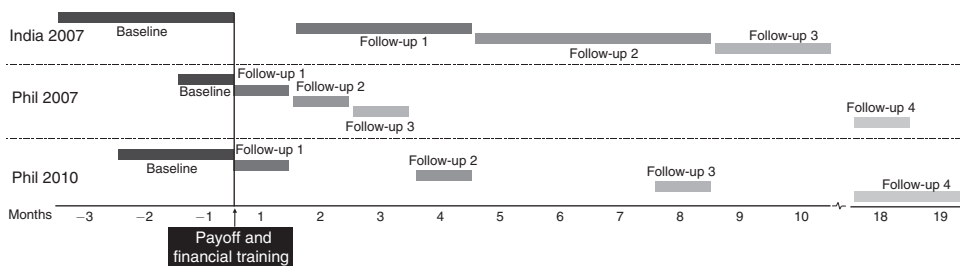 India 2007
Baseline
Follow-up 1
Follow-up 2
Follow-up 3
Phil 2007
Baseline
Follow-up 1
Follow-up 2
Follow-up 3
Follow-up 4
Phil 2010
Baseline
Follow-up 1
Follow-up 2
Follow-up 3
Follow-up 4
Months −3 −2 −1 1 2 3 4 5 6 7 8 9 10 18 19
Payoff and
financial training